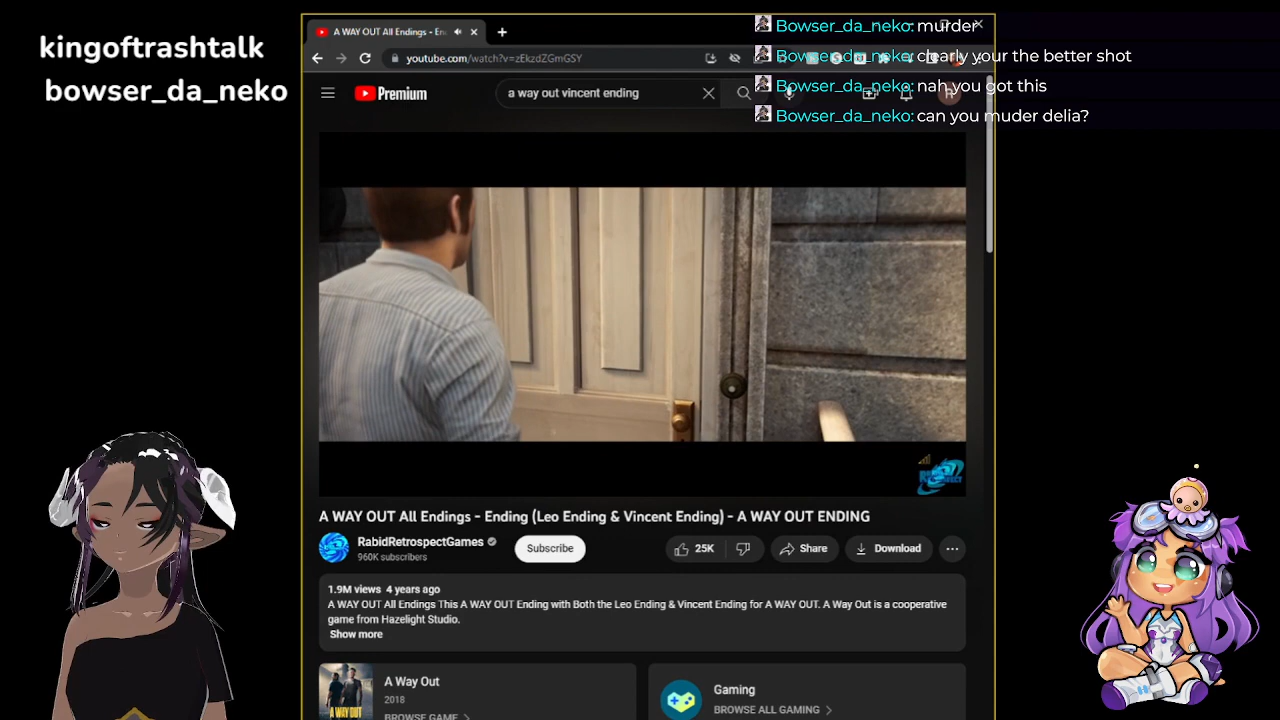 kingoftrashtalk
bowser_da_neko
A WAY OUT All Endings - En
youtube.com/watch?v=zEkzdZGmGSY
Premium
a way out vincent ending
Bowser_da_neko: murder
Bowser_da_neko: clearly your the better shot
Bowser_da_neko: nah you got this
Bowser_da_neko: can you muder delia?
A WAY OUT All Endings - Ending (Leo Ending & Vincent Ending) - A WAY OUT ENDING
RabidRetrospectGames
960K subscribers
Subscribe
25K
Share
Download
1.9M views 4 years ago
A WAY OUT All Endings This A WAY OUT Ending with Both the Leo Ending & Vincent Ending for A WAY OUT. A Way Out is a cooperative
game from Hazelight Studio.
Show more
A WAY OUT
A Way Out
2018
BROWSE GAME
Gaming
BROWSE ALL GAMING